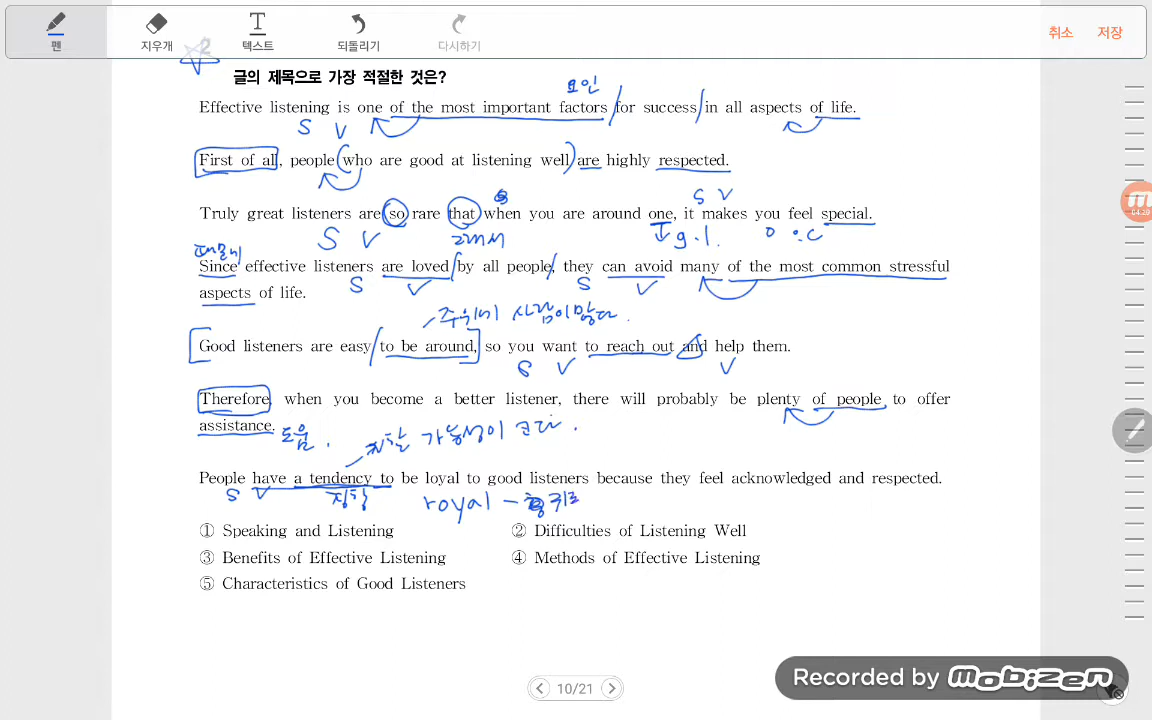 펜 지우개 텍스트 되돌리기 다시하기 취소 저장
2
글의 제목으로 가장 적절한 것은?
요인
Effective listening is one of the most important factors for success in all aspects of life.
S V
First of all, people who are good at listening well are highly respected.
S V
Truly great listeners are so rare that when you are around one, it makes you feel special.
04:20
S V 그래서 g.l. o o.c
때문에
Since effective listeners are loved by all people, they can avoid many of the most common stressful
S V S V
aspects of life.
주위에 사람이 많다.
Good listeners are easy to be around, so you want to reach out and help them.
S V V
Therefore, when you become a better listener, there will probably be plenty of people to offer
assistance.
도움.
가능성이 크다.
People have a tendency to be loyal to good listeners because they feel acknowledged and respected.
S V
royal -
① Speaking and Listening ② Difficulties of Listening Well
③ Benefits of Effective Listening ④ Methods of Effective Listening
⑤ Characteristics of Good Listeners
Recorded by mobizen
10/21